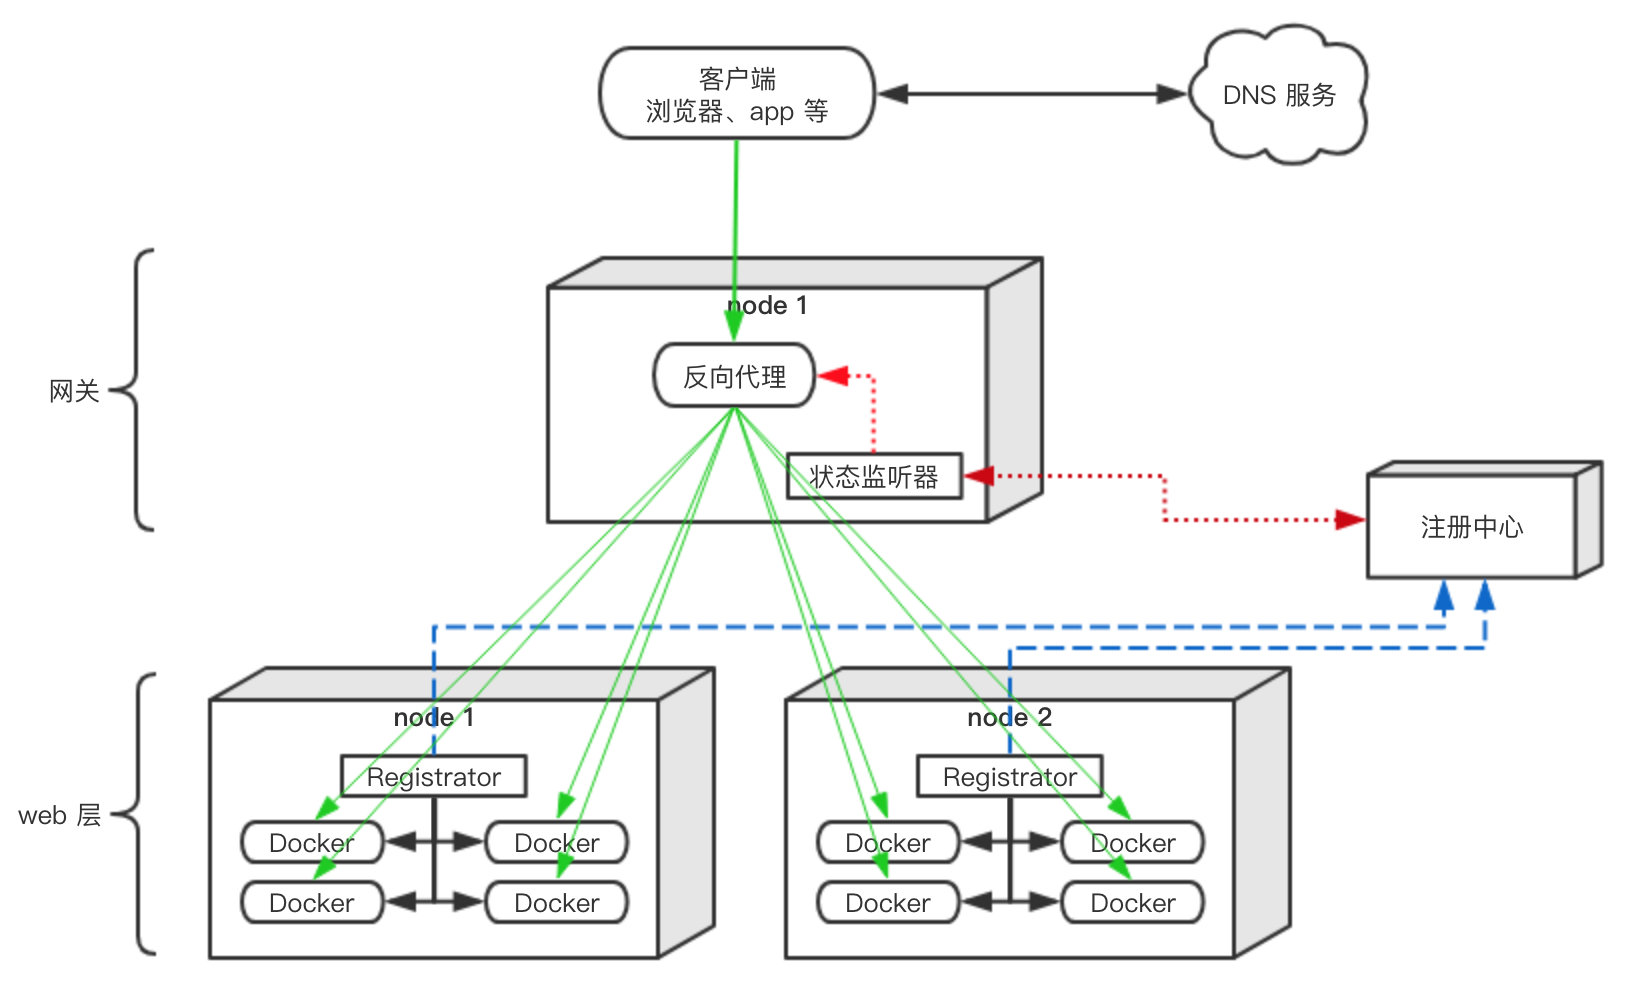 客户端
浏览器、app 等
DNS 服务
node 1
反向代理
网关
状态监听器
注册中心
node 1
node 2
Registrator
Registrator
web 层
Docker
Docker
Docker
Docker
Docker
Docker
Docker
Docker